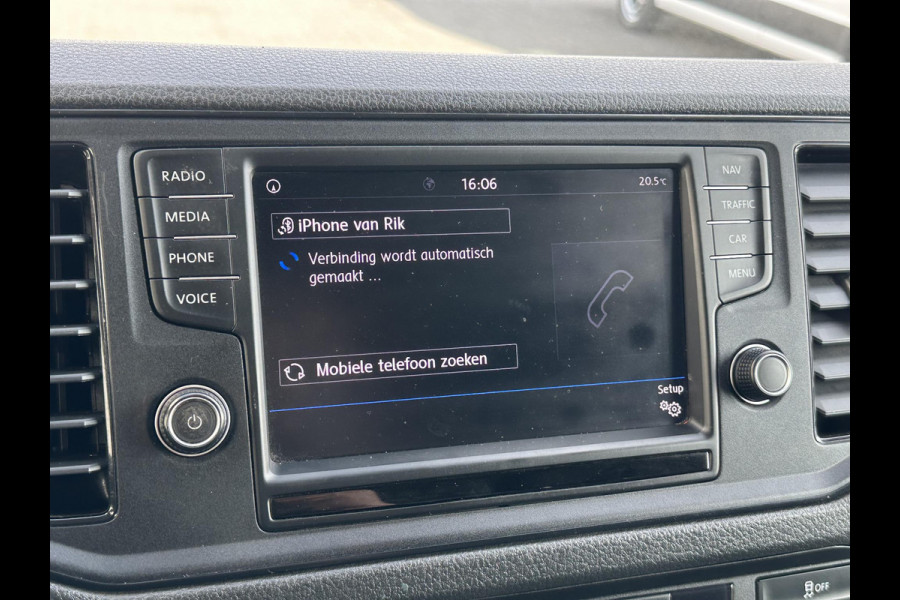 RADIO
MEDIA
PHONE
VOICE
16:06
20.5°C
iPhone van Rik
Verbinding wordt automatisch
gemaakt ...
Mobiele telefoon zoeken
Setup
NAV
TRAFFIC
CAR
MENU
OFF